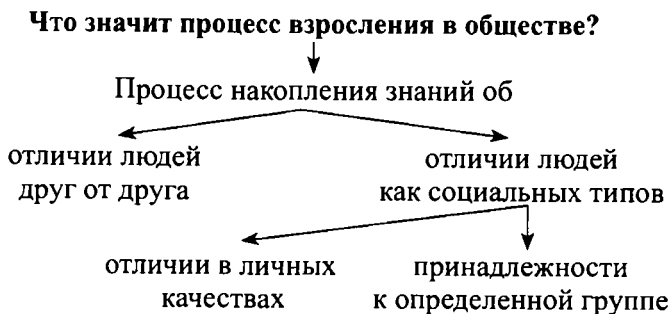 Что значит процесс взросления в обществе?
Процесс накопления знаний об
отличии людей
друг от друга
отличии людей
как социальных типов
отличии в личных
качествах
принадлежности
к определенной группе